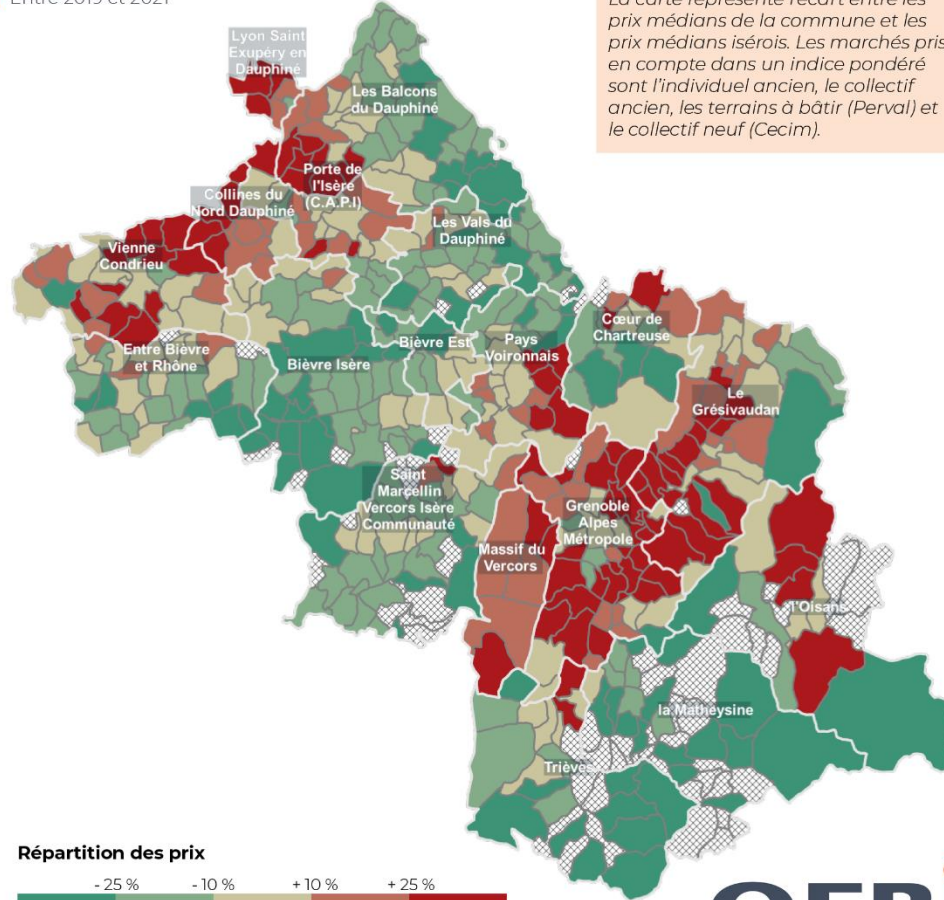 Entre 2019 et 2021
La carte représente l'écart entre les
prix médians de la commune et les
prix médians isérois. Les marchés pris
en compte dans un indice pondéré
sont l'individuel ancien, le collectif
ancien, les terrains à bâtir (Perval) et
le collectif neuf (Cecim).
Lyon Saint
Exupéry en
Dauphiné
Les Balcons
du Dauphiné
Porte de
l'Isère
(C.A.P.I)
Collines du
Nord Dauphiné
Les Vals du
Dauphiné
Vienne
Condrieu
Cœur de
Chartreuse
Entre Bièvre
et Rhône
Bièvre Isère
Bièvre Est
Pays
Voironnais
Le
Grésivaudan
Saint
Marcellin
Vercors Isère
Communauté
Grenoble
Alpes
Métropole
Massif du
Vercors
l'Oisans
la Matheysine
Trièves
Répartition des prix
- 25 % - 10 % + 10 % + 25 %